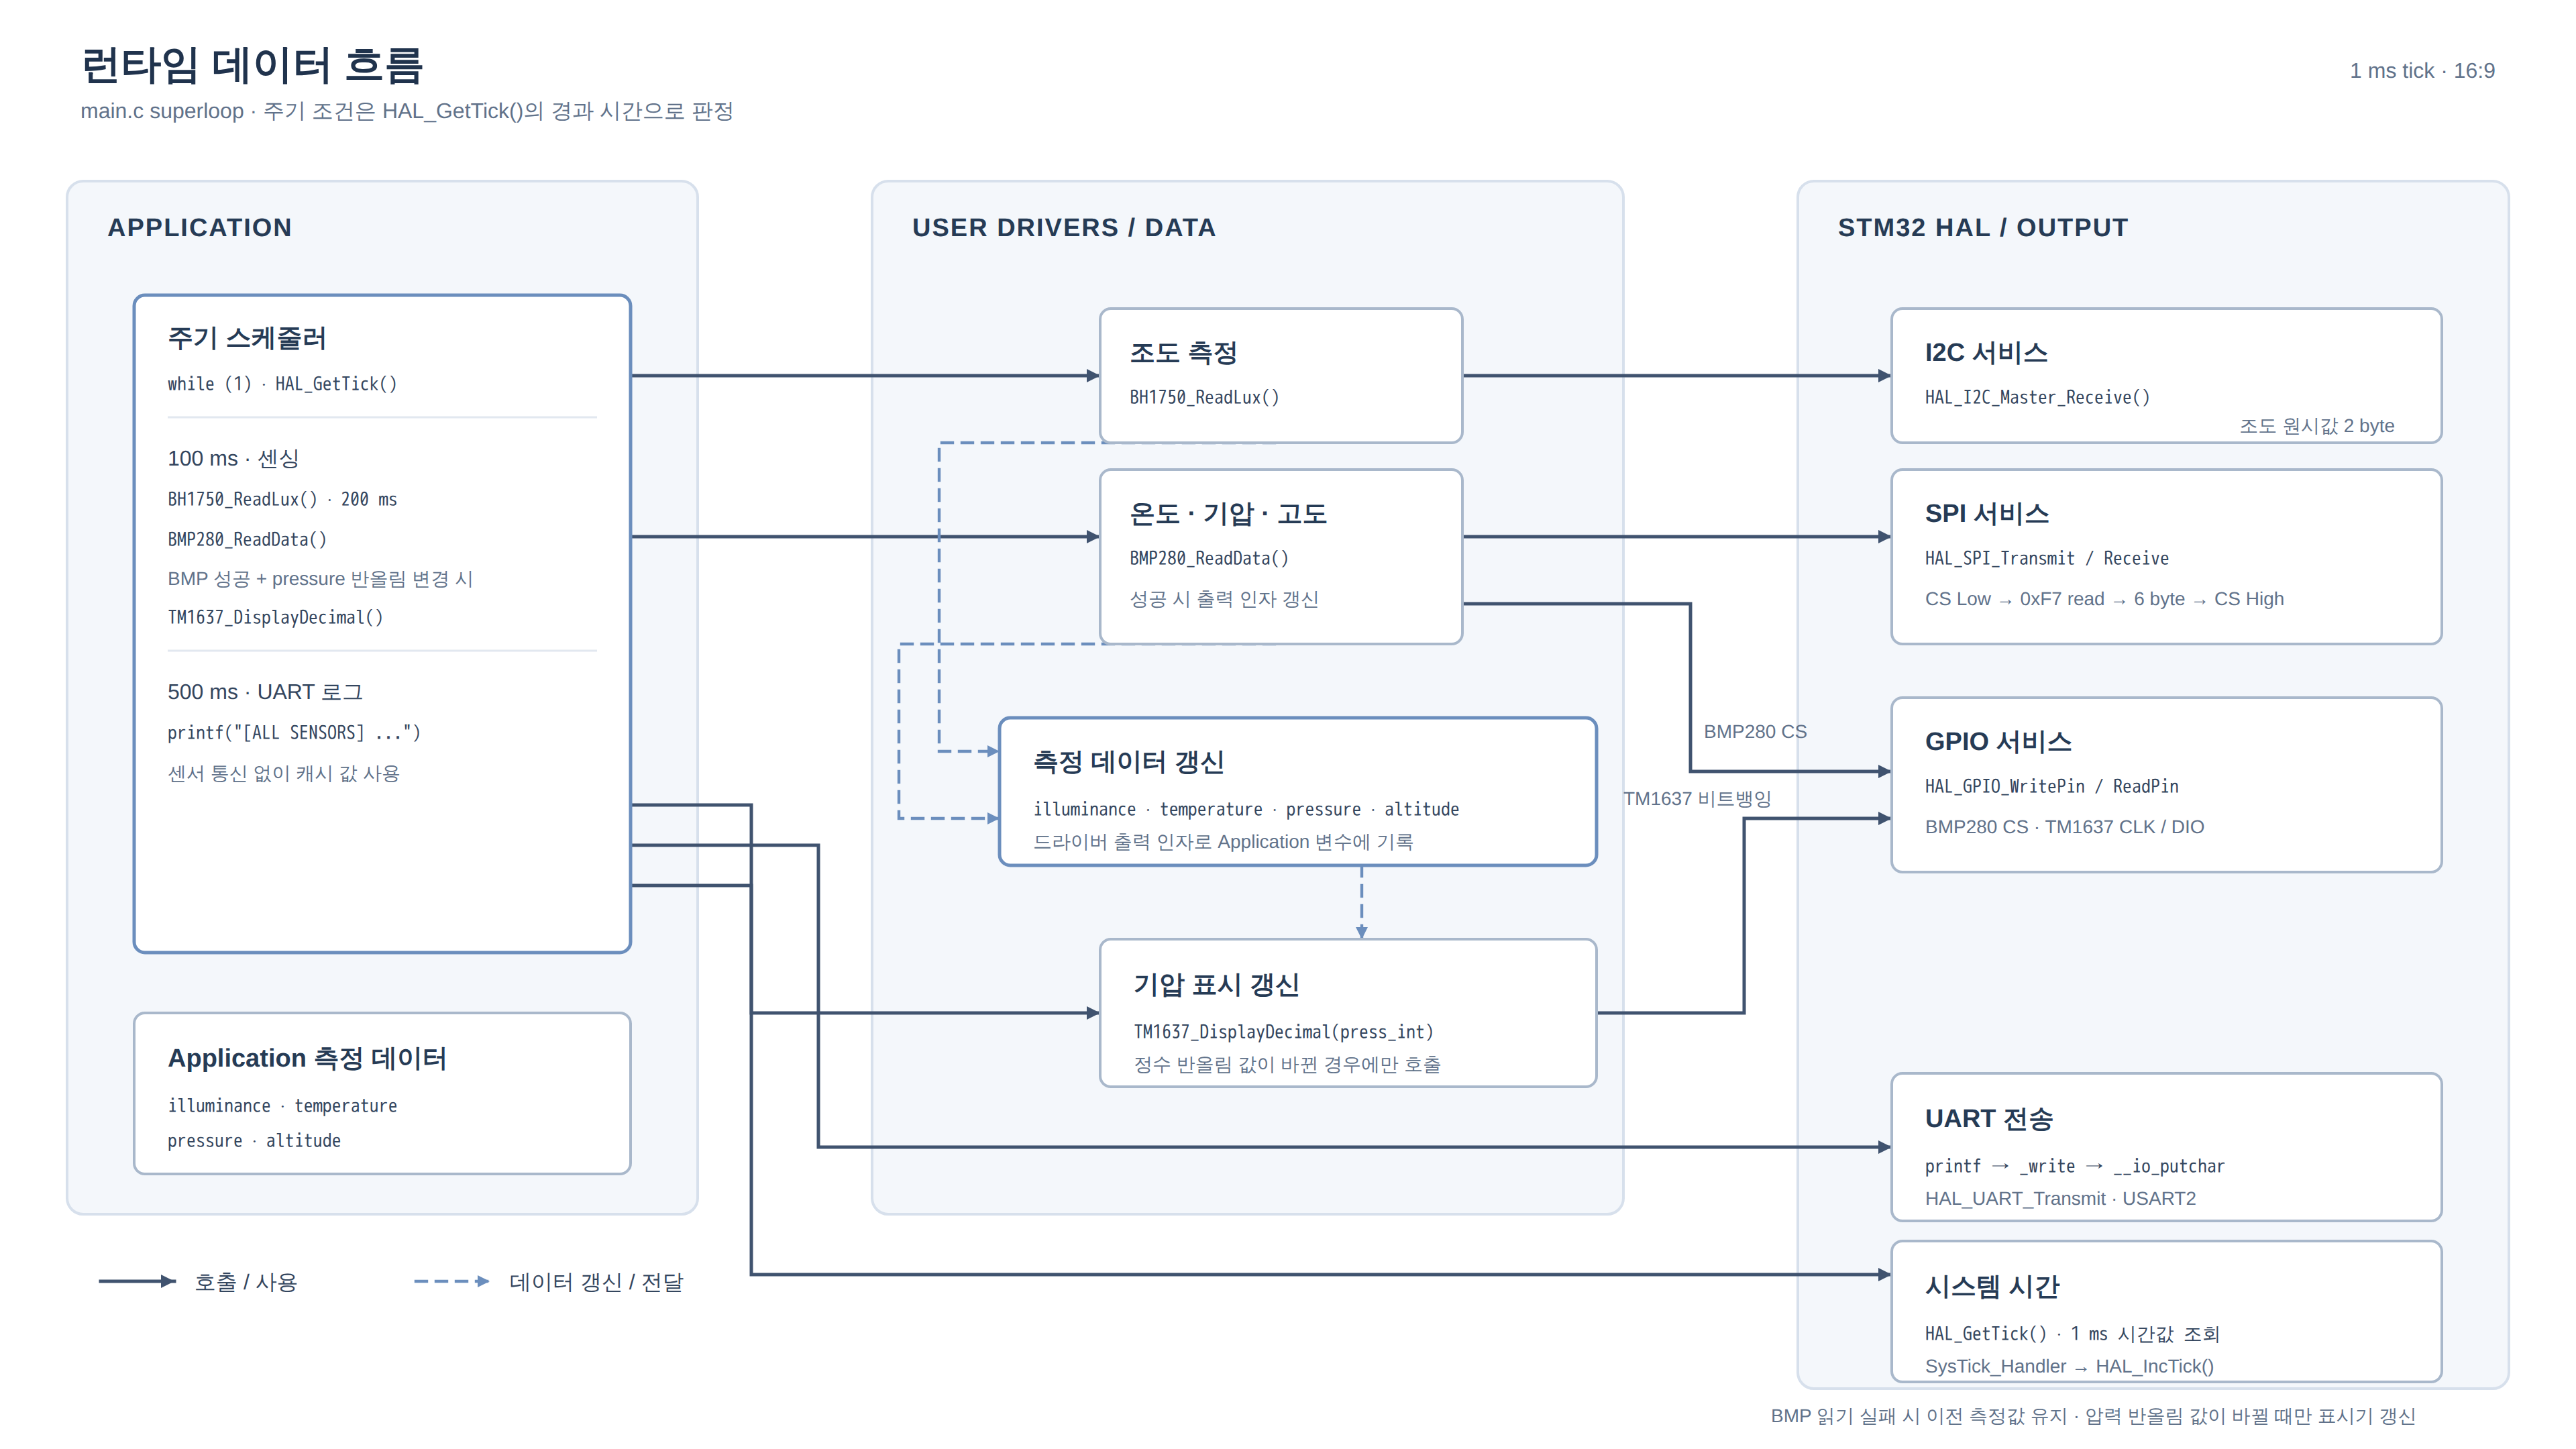 런타임 데이터 흐름
main.c superloop · 주기 조건은 HAL_GetTick()의 경과 시간으로 판정
1 ms tick · 16:9
APPLICATION
주기 스케줄러
while (1) · HAL_GetTick()
100 ms · 센싱
BH1750_ReadLux() · 200 ms
BMP280_ReadData()
BMP 성공 + pressure 반올림 변경 시
TM1637_DisplayDecimal()
500 ms · UART 로그
printf("[ALL SENSORS] ...")
센서 통신 없이 캐시 값 사용
Application 측정 데이터
illuminance · temperature
pressure · altitude
USER DRIVERS / DATA
조도 측정
BH1750_ReadLux()
온도 · 기압 · 고도
BMP280_ReadData()
성공 시 출력 인자 갱신
측정 데이터 갱신
illuminance · temperature · pressure · altitude
드라이버 출력 인자로 Application 변수에 기록
기압 표시 갱신
TM1637_DisplayDecimal(press_int)
정수 반올림 값이 바뀐 경우에만 호출
BMP280 CS
TM1637 비트뱅잉
STM32 HAL / OUTPUT
I2C 서비스
HAL_I2C_Master_Receive()
조도 원시값 2 byte
SPI 서비스
HAL_SPI_Transmit / Receive
CS Low → 0xF7 read → 6 byte → CS High
GPIO 서비스
HAL_GPIO_WritePin / ReadPin
BMP280 CS · TM1637 CLK / DIO
UART 전송
printf → _write → __io_putchar
HAL_UART_Transmit · USART2
시스템 시간
HAL_GetTick() · 1 ms 시간값 조회
SysTick_Handler → HAL_IncTick()
호출 / 사용
데이터 갱신 / 전달
BMP 읽기 실패 시 이전 측정값 유지 · 압력 반올림 값이 바뀔 때만 표시기 갱신